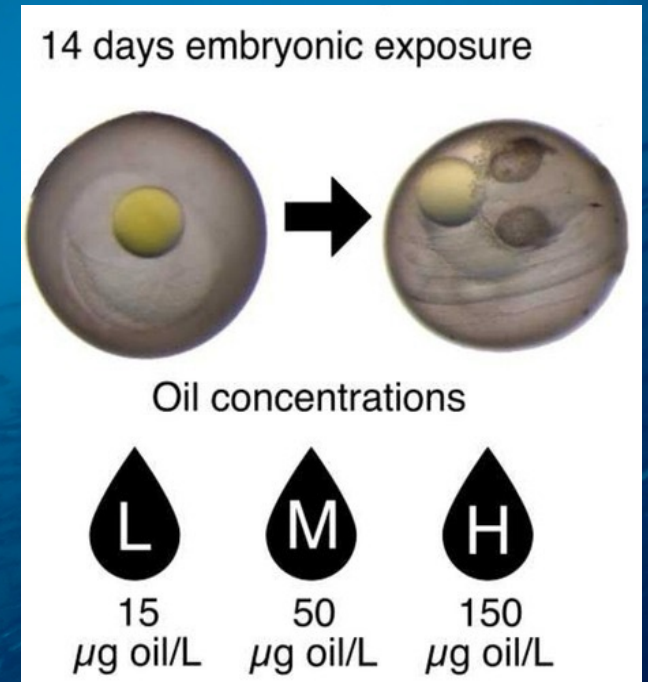 14 days embryonic exposure
Oil concentrations
L M H
15 50 150
µg oil/L µg oil/L µg oil/L